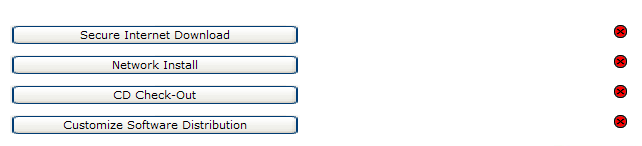 Secure Internet Download
Network Install
CD Check-Out
Customize Software Distribution